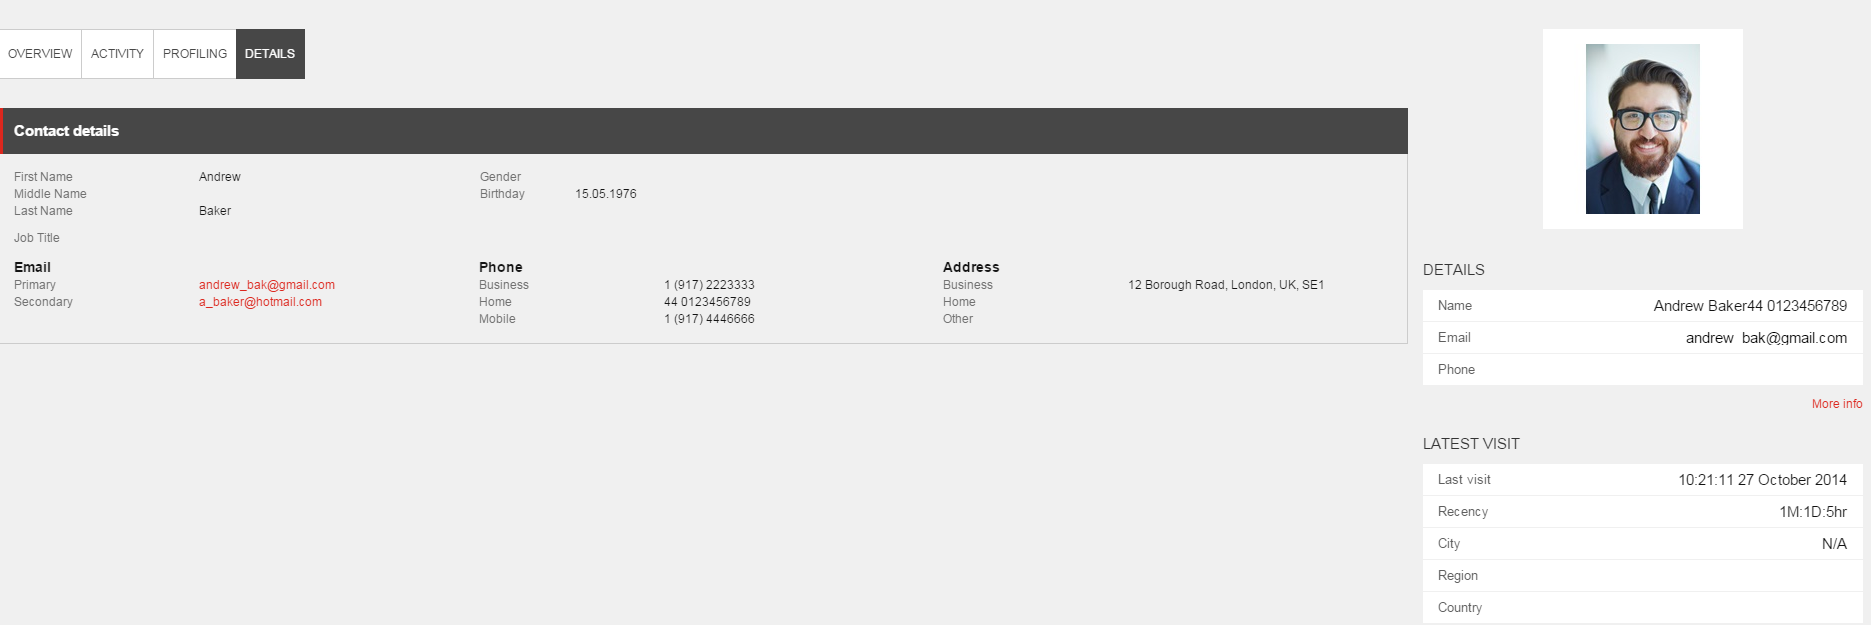 OVERVIEW ACTIVITY PROFILING DETAILS
Contact details
First Name Andrew Gender
Middle Name Birthday 15.05.1976
Last Name Baker
Job Title
Email Phone Address
Primary andrew_bak@gmail.com Business 1 (917) 2223333 Business 12 Borough Road, London, UK, SE1
Secondary a_baker@hotmail.com Home 44 0123456789 Home
Mobile 1 (917) 4446666 Other
DETAILS
Name Andrew Baker44 0123456789
Email andrew_bak@gmail.com
Phone
More info
LATEST VISIT
Last visit 10:21:11 27 October 2014
Recency 1M:1D:5hr
City N/A
Region
Country